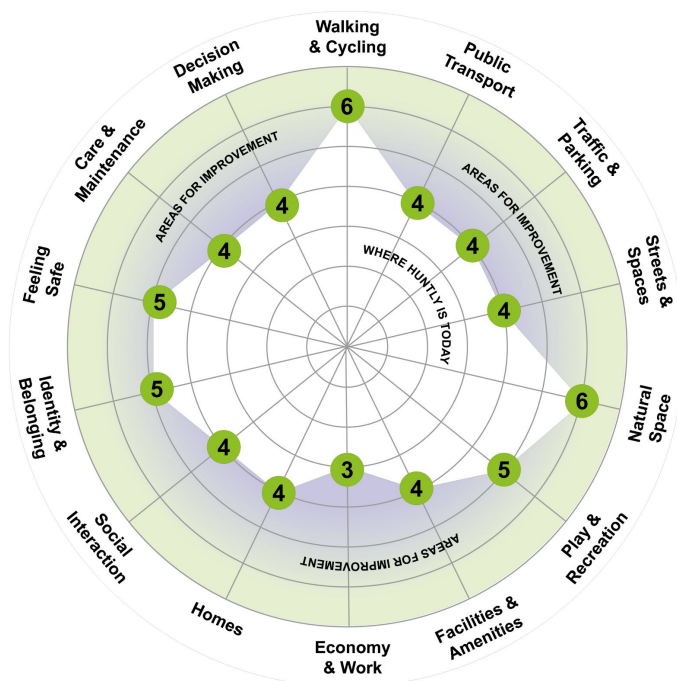 Walking
& Cycling
6
Public
Transport
4
Traffic &
Parking
4
Streets &
Spaces
4
Natural
Space
6
Play &
Recreation
5
Facilities &
Amenities
4
Economy
& Work
3
Homes
4
Social
Interaction
4
Identity &
Belonging
5
Feeling
Safe
5
Care &
Maintenance
4
Decision
Making
4
AREAS FOR IMPROVEMENT
AREAS FOR IMPROVEMENT
WHERE HUNTLY IS TODAY
AREAS FOR IMPROVEMENT